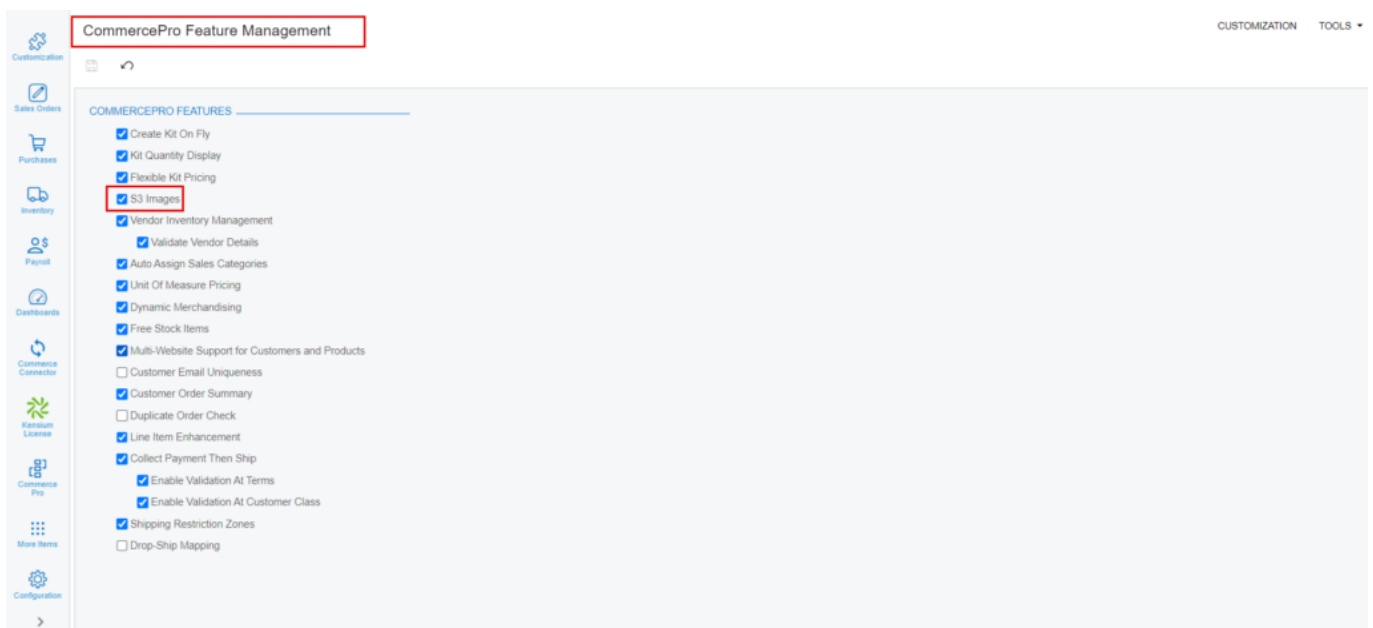 CommercePro Feature Management
CUSTOMIZATION TOOLS
Customization
Sales Orders
Purchases
Inventory
Payroll
Dashboards
Commerce
Connector
Kensium
License
Commerce
Pro
More Items
Configuration
COMMERCEPRO FEATURES
Create Kit On Fly
Kit Quantity Display
Flexible Kit Pricing
S3 Images
Vendor Inventory Management
Validate Vendor Details
Auto Assign Sales Categories
Unit Of Measure Pricing
Dynamic Merchandising
Free Stock Items
Multi-Website Support for Customers and Products
Customer Email Uniqueness
Customer Order Summary
Duplicate Order Check
Line Item Enhancement
Collect Payment Then Ship
Enable Validation At Terms
Enable Validation At Customer Class
Shipping Restriction Zones
Drop-Ship Mapping